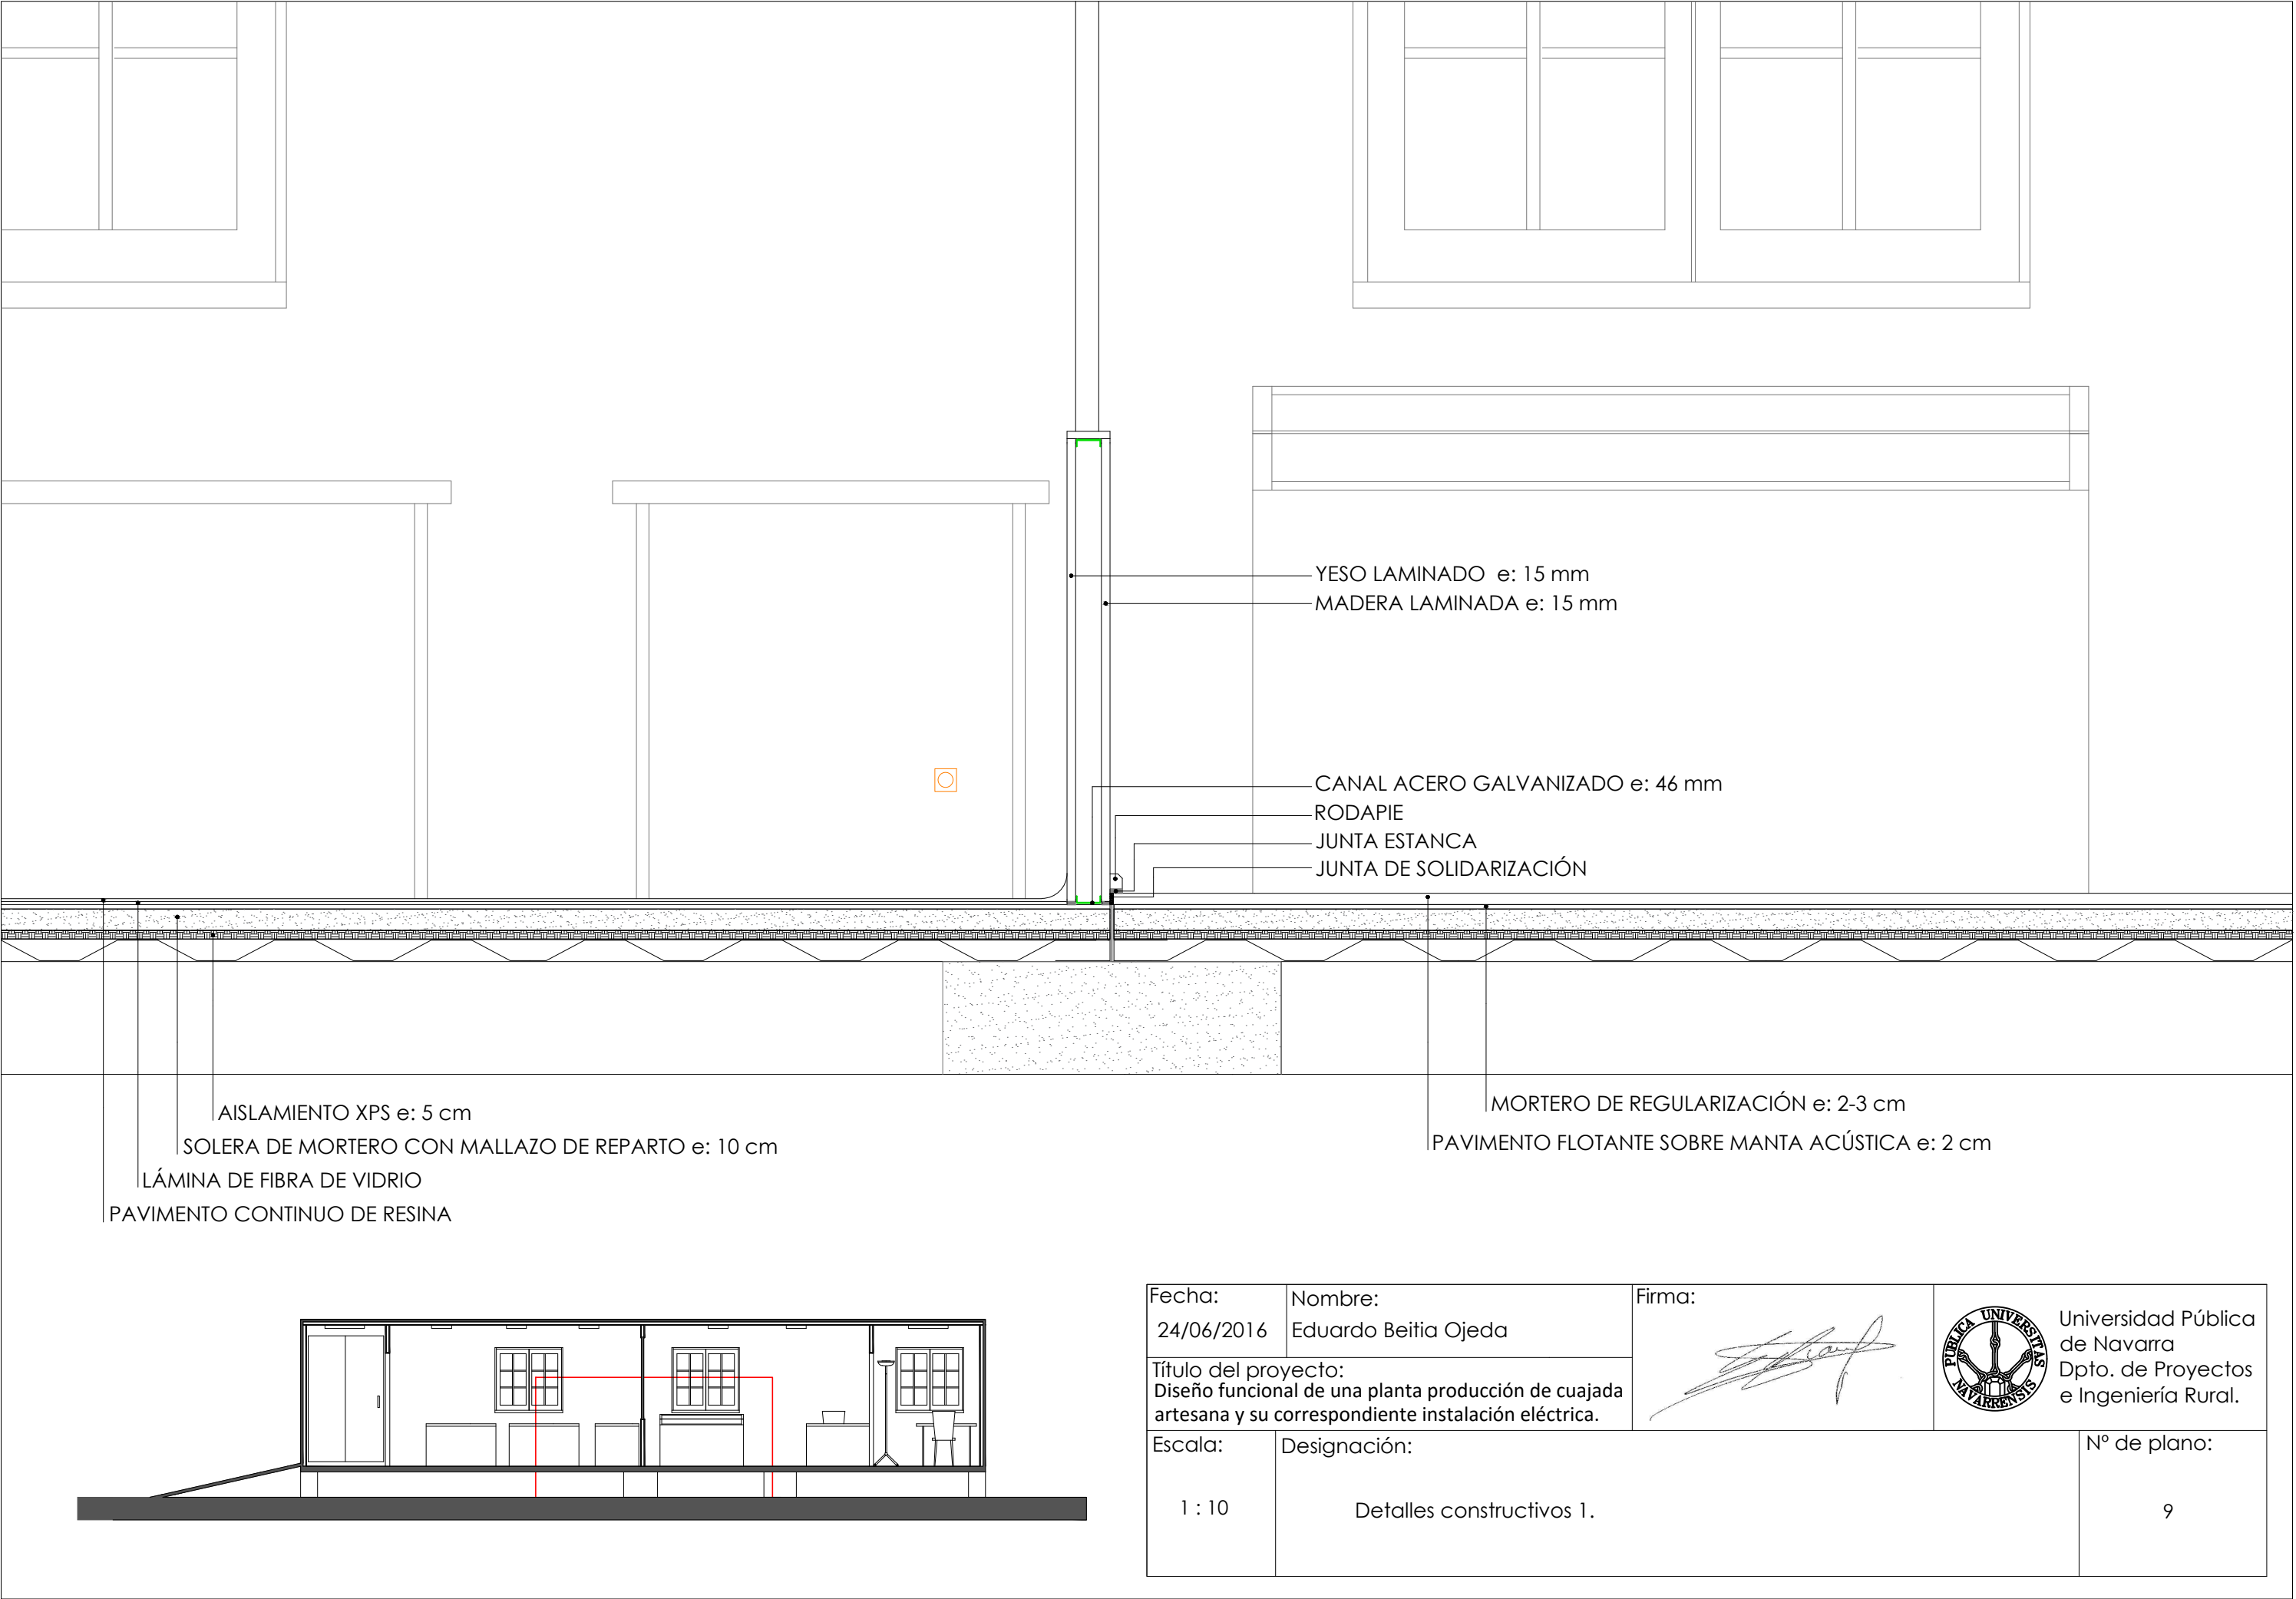 YESO LAMINADO e: 15 mm
MADERA LAMINADA e: 15 mm
CANAL ACERO GALVANIZADO e: 46 mm
RODAPIE
JUNTA ESTANCA
JUNTA DE SOLIDARIZACIÓN
AISLAMIENTO XPS e: 5 cm
SOLERA DE MORTERO CON MALLAZO DE REPARTO e: 10 cm
LÁMINA DE FIBRA DE VIDRIO
PAVIMENTO CONTINUO DE RESINA
MORTERO DE REGULARIZACIÓN e: 2-3 cm
PAVIMENTO FLOTANTE SOBRE MANTA ACÚSTICA e: 2 cm
Fecha:
24/06/2016
Nombre:
Eduardo Beitia Ojeda
Firma:
Título del proyecto:
Diseño funcional de una planta producción de cuajada
artesana y su correspondiente instalación eléctrica.
PUBLICA UNIVERSITAS
NAVARRENSIS
Universidad Pública
de Navarra
Dpto. de Proyectos
e Ingeniería Rural.
Escala:
1 : 10
Designación:
Detalles constructivos 1.
Nº de plano:
9